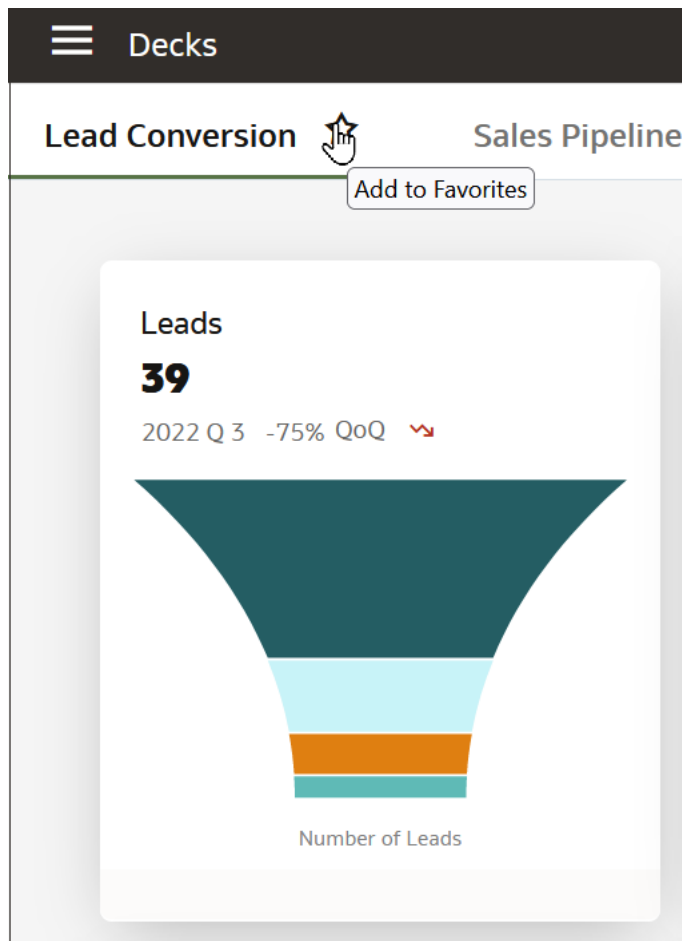 Decks
Lead Conversion Sales Pipeline
Add to Favorites
Leads
39
2022 Q 3 -75% QoQ
Number of Leads